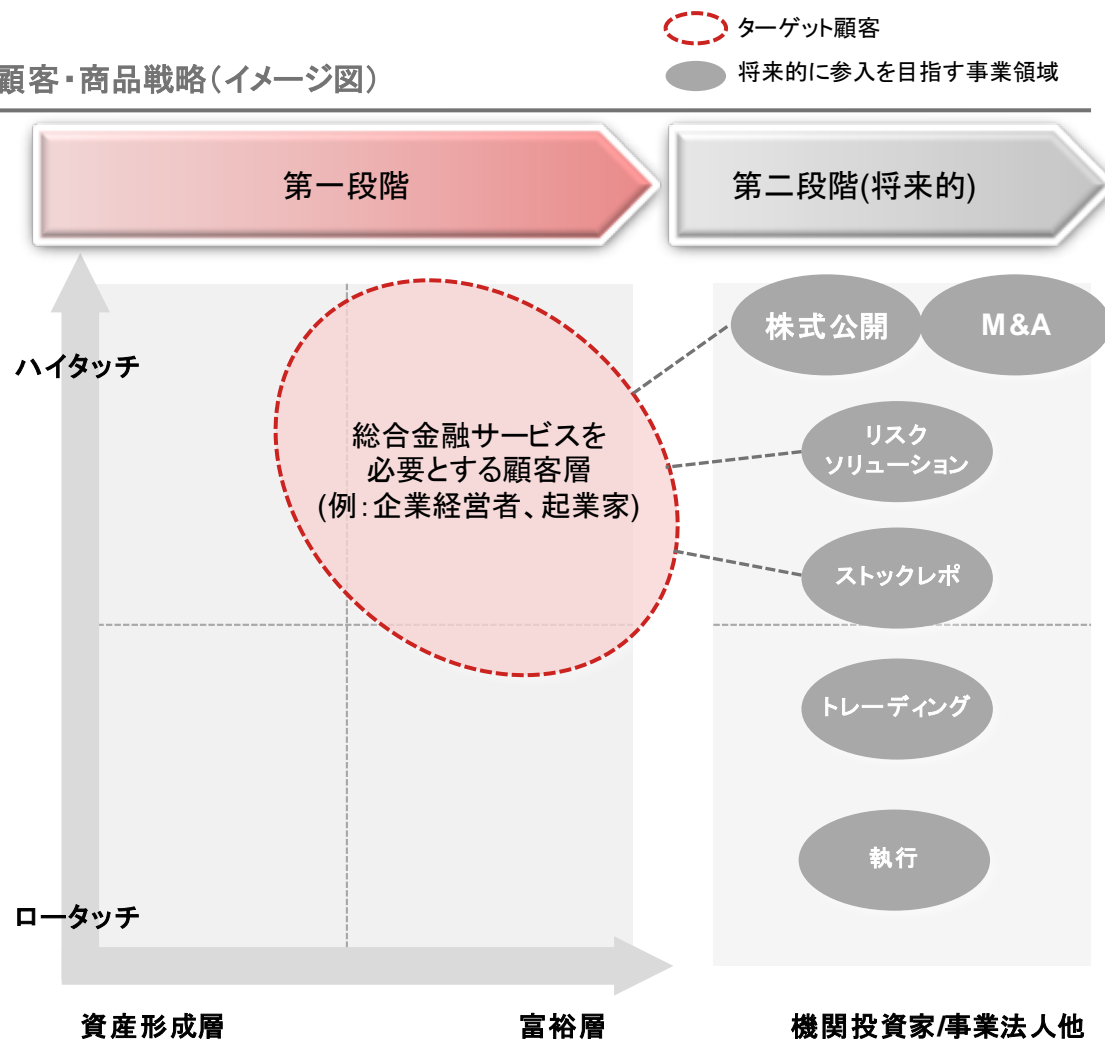 ターゲット顧客
顧客・商品戦略(イメージ図)
将来的に参入を目指す事業領域
第一段階
第二段階(将来的)
株式公開
M&A
ハイタッチ
総合金融サービスを
必要とする顧客層
(例:企業経営者、起業家)
リスク
ソリューション
ストックレポ
トレーディング
執行
ロータッチ
資産形成層
富裕層
機関投資家/事業法人他